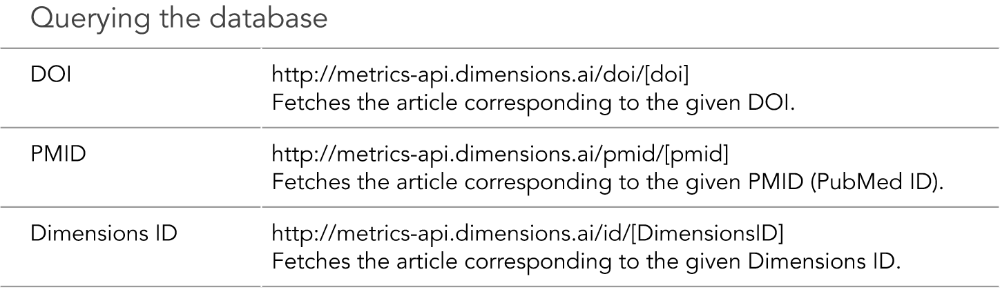 Querying the database
DOI
http://metrics-api.dimensions.ai/doi/[doi]
Fetches the article corresponding to the given DOI.
PMID
http://metrics-api.dimensions.ai/pmid/[pmid]
Fetches the article corresponding to the given PMID (PubMed ID).
Dimensions ID
http://metrics-api.dimensions.ai/id/[DimensionsID]
Fetches the article corresponding to the given Dimensions ID.